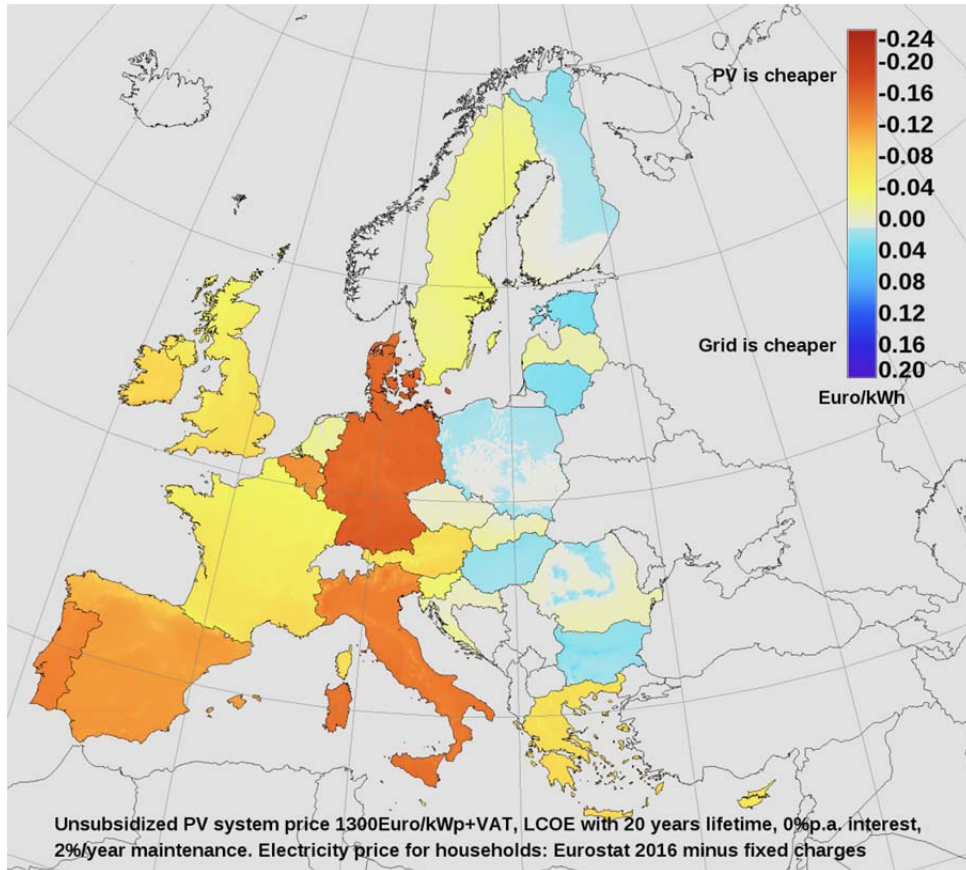 -0.24
-0.20
PV is cheaper
-0.16
-0.12
-0.08
-0.04
0.00
0.04
0.08
0.12
Grid is cheaper
0.16
0.20
Euro/kWh
Unsubsidized PV system price 1300Euro/kWp+VAT, LCOE with 20 years lifetime, 0%p.a. interest,
2%/year maintenance. Electricity price for households: Eurostat 2016 minus fixed charges